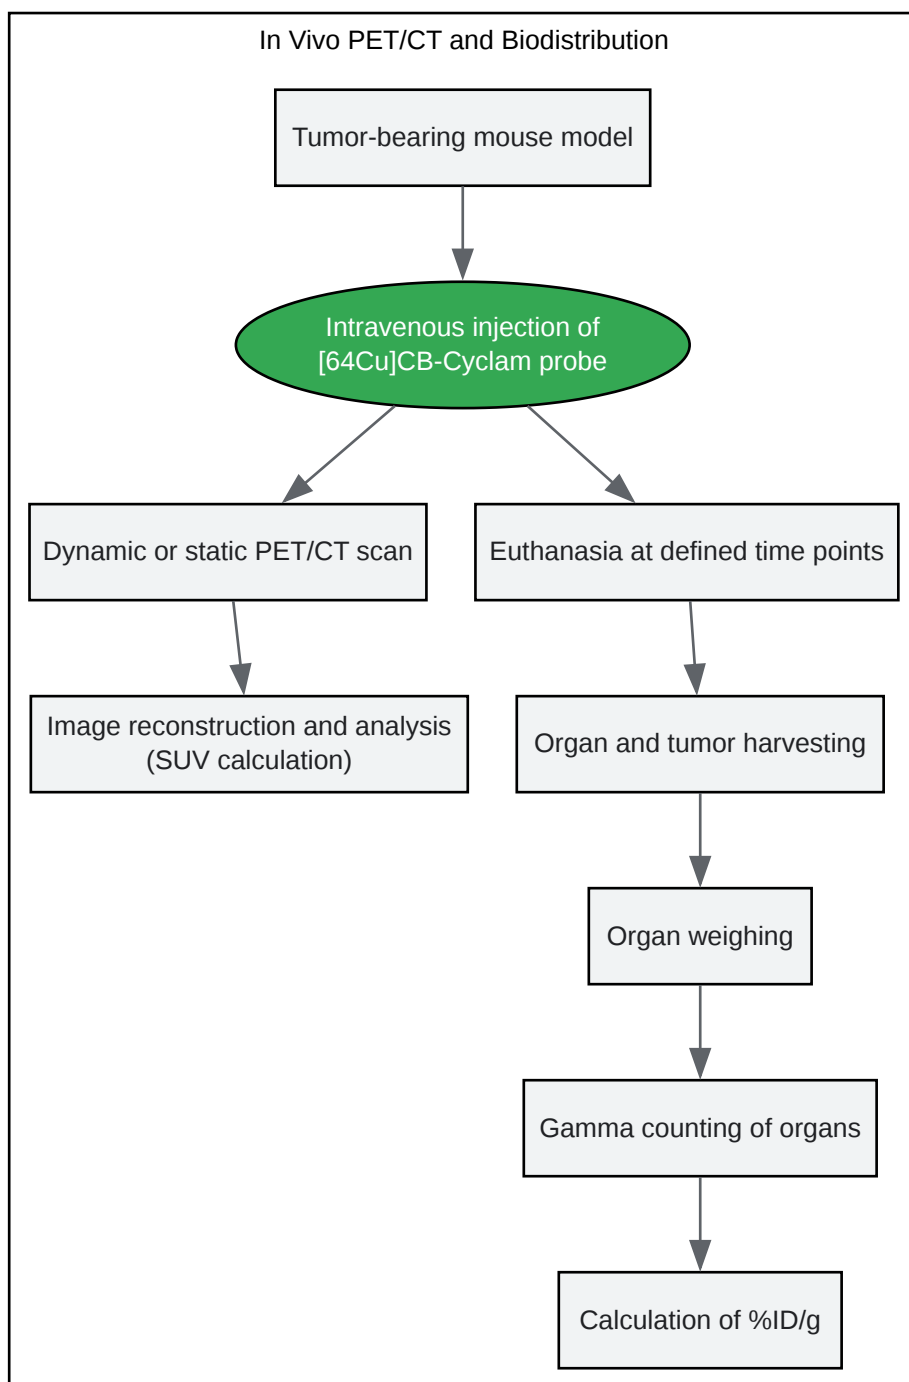 In Vivo PET/CT and Biodistribution
Tumor-bearing mouse model
Intravenous injection of
[64Cu]CB-Cyclam probe
Dynamic or static PET/CT scan
Euthanasia at defined time points
Image reconstruction and analysis
(SUV calculation)
Organ and tumor harvesting
Organ weighing
Gamma counting of organs
Calculation of %ID/g